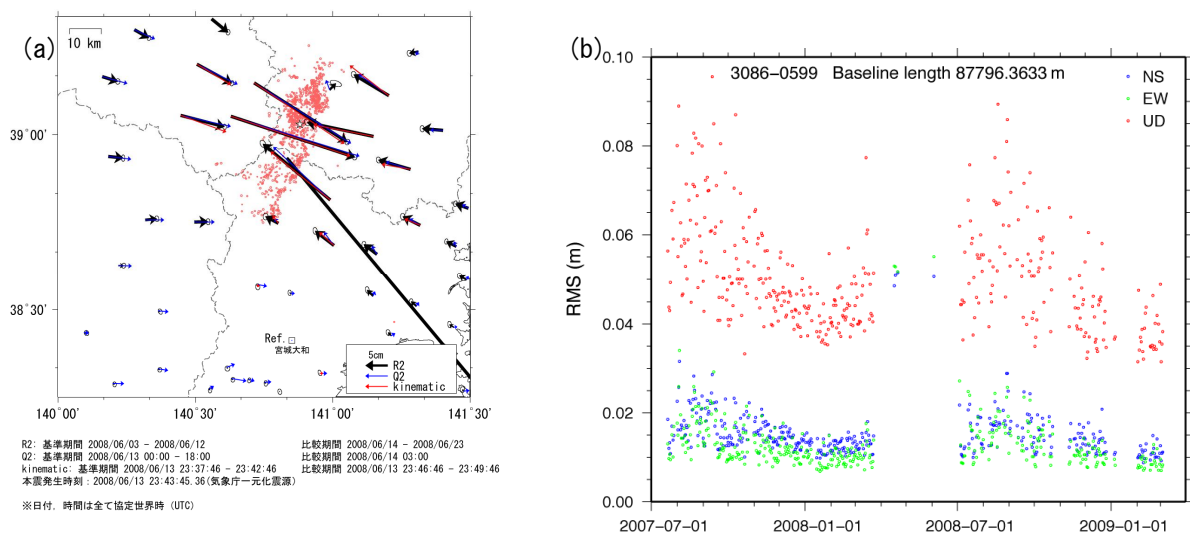 (a)
10 km
39°00'
38°30'
140°00'
140°30'
141°00'
141°30'
Ref.
宮城大和
5cm
R2
Q2
kinematic
R2: 基準期間 2008/06/03 - 2008/06/12 比較期間 2008/06/14 - 2008/06/23
Q2: 基準期間 2008/06/13 00:00 - 18:00 比較期間 2008/06/14 03:00
kinematic: 基準期間 2008/06/13 23:37:46 - 23:42:46 比較期間 2008/06/13 23:46:46 - 23:49:46
本震発生時刻：2008/06/13 23:43:45.36(気象庁一元化震源)
※日付，時間は全て協定世界時 (UTC)
(b)
3086-0599 Baseline length 87796.3633 m
NS
EW
UD
RMS (m)
0.10
0.08
0.06
0.04
0.02
0.00
2007-07-01
2008-01-01
2008-07-01
2009-01-01